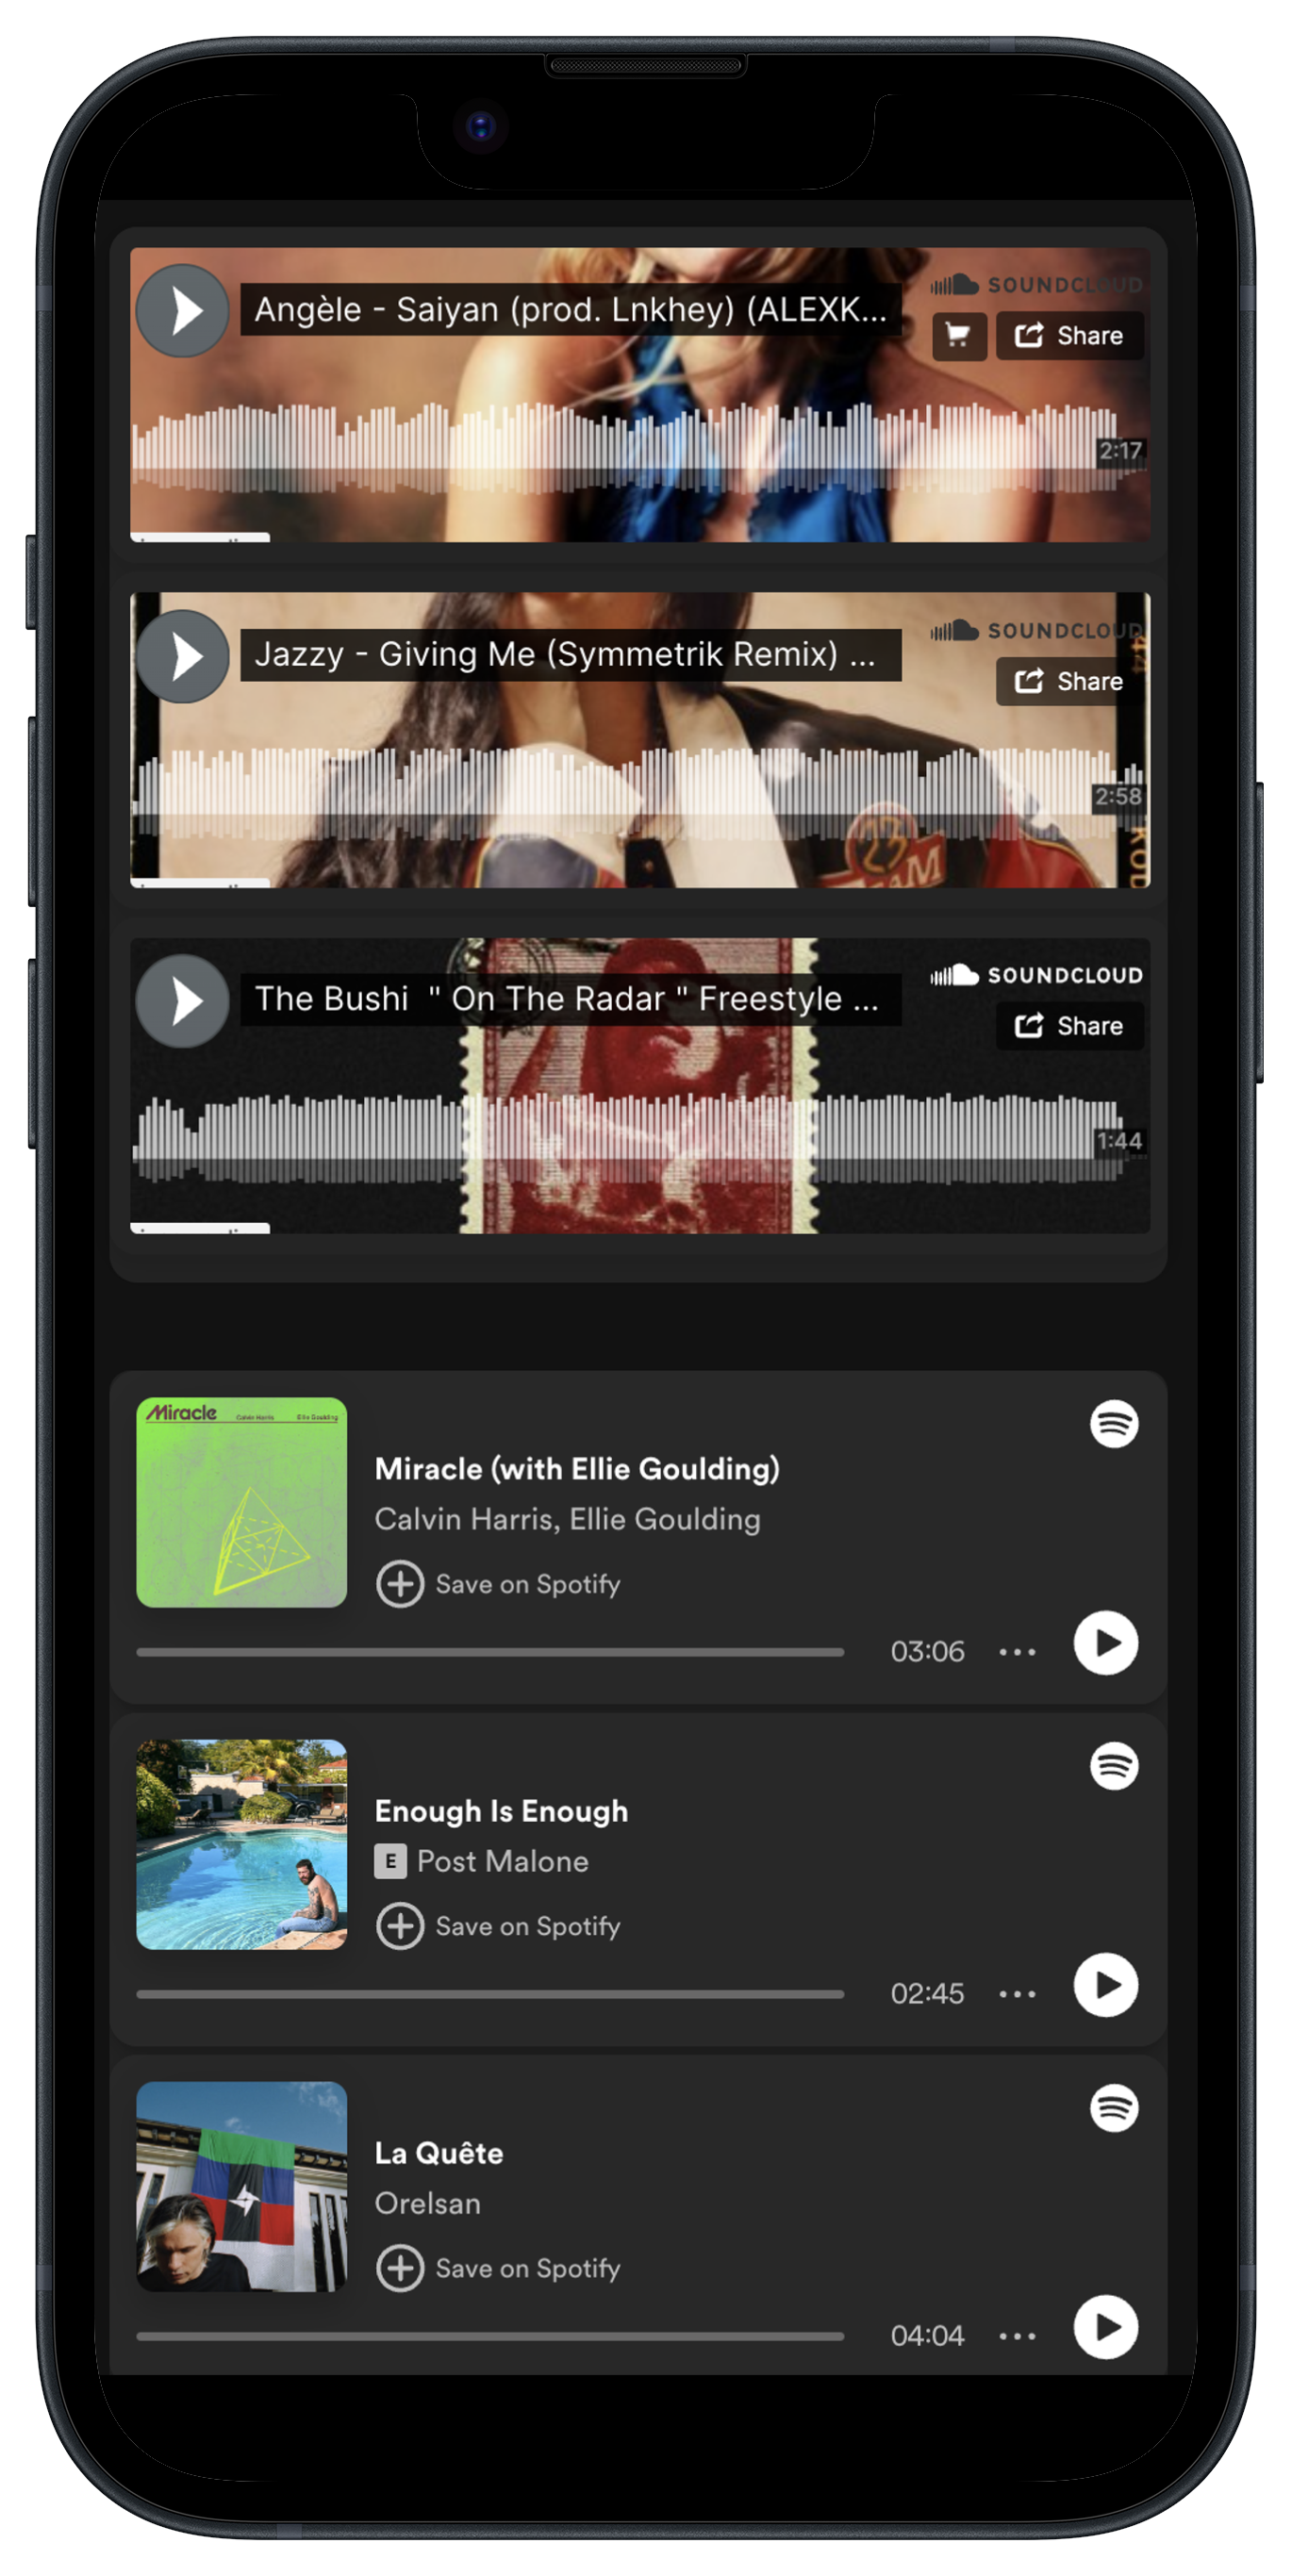 Angèle - Saiyan (prod. Lnkhey) (ALEXK...
SOUNDCLOUD
Share
2:17
Jazzy - Giving Me (Symmetrik Remix) ...
SOUNDCLOUD
Share
2:58
23
KOD
The Bushi " On The Radar " Freestyle ...
SOUNDCLOUD
Share
1:44
Miracle Calvin Harris Ellie Goulding
Miracle (with Ellie Goulding)
Calvin Harris, Ellie Goulding
Save on Spotify
03:06
Enough Is Enough
E Post Malone
Save on Spotify
02:45
La Quête
Orelsan
Save on Spotify
04:04